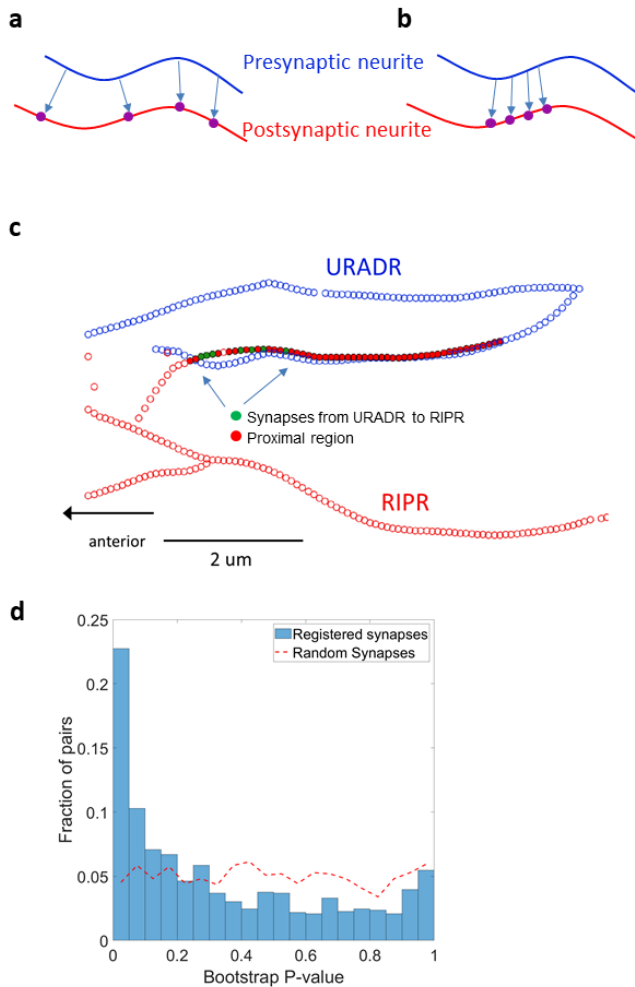 a
b
Presynaptic neurite
Postsynaptic neurite
c
URADR
Synapses from URADR to RIPR
Proximal region
RIPR
anterior
2 um
d
0.25
0.2
0.15
0.1
0.05
0
Fraction of pairs
Registered synapses
Random Synapses
0 0.2 0.4 0.6 0.8 1
Bootstrap P-value